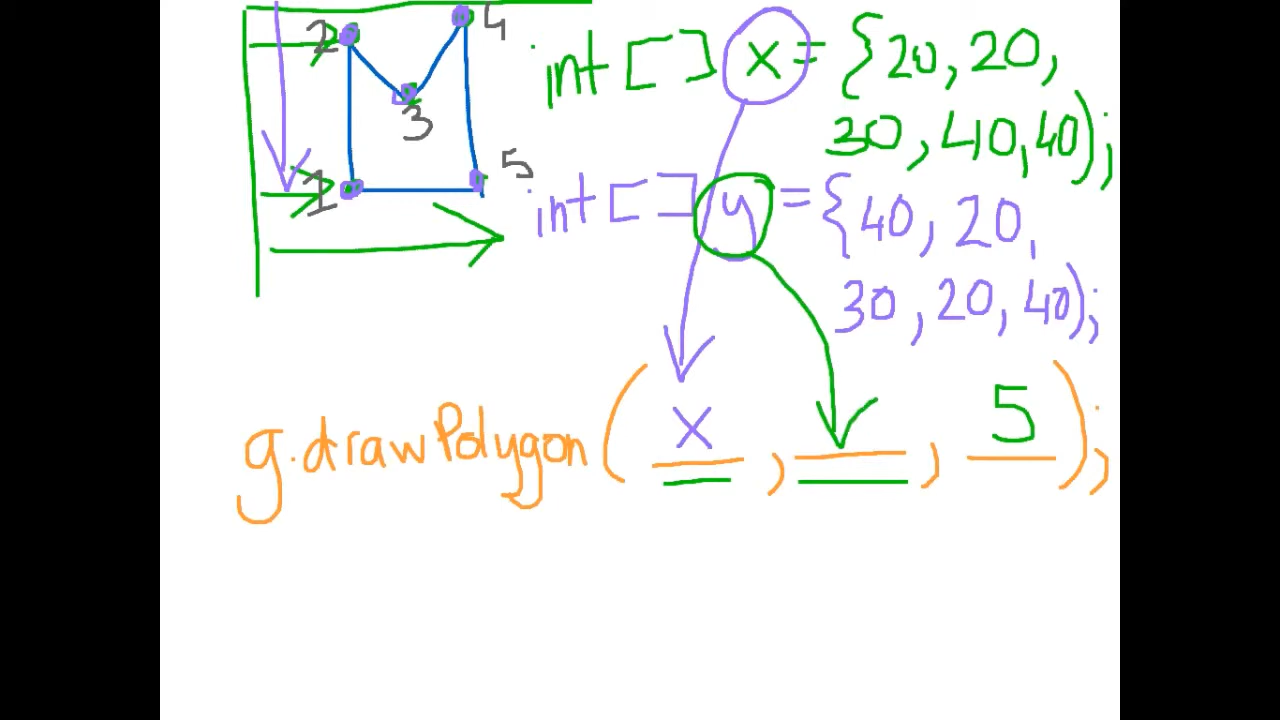 2 4
3
1 5
int [] x = {20, 20,
30, 40, 40);
int [] y = {40, 20,
30, 20, 40);
g.drawPolygon( x , , 5 );